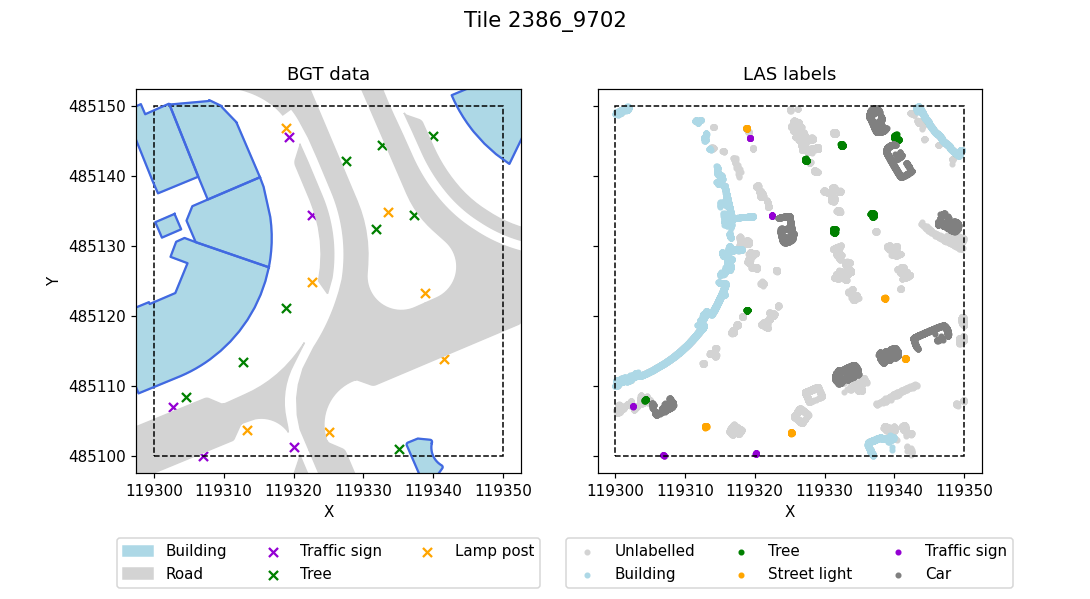 Tile 2386_9702
BGT data
LAS labels
485150
485140
485130
485120
485110
485100
Y
119300 119310 119320 119330 119340 119350
X
119300 119310 119320 119330 119340 119350
X
Building
Road
Traffic sign
Tree
Lamp post
Unlabelled
Building
Tree
Street light
Traffic sign
Car